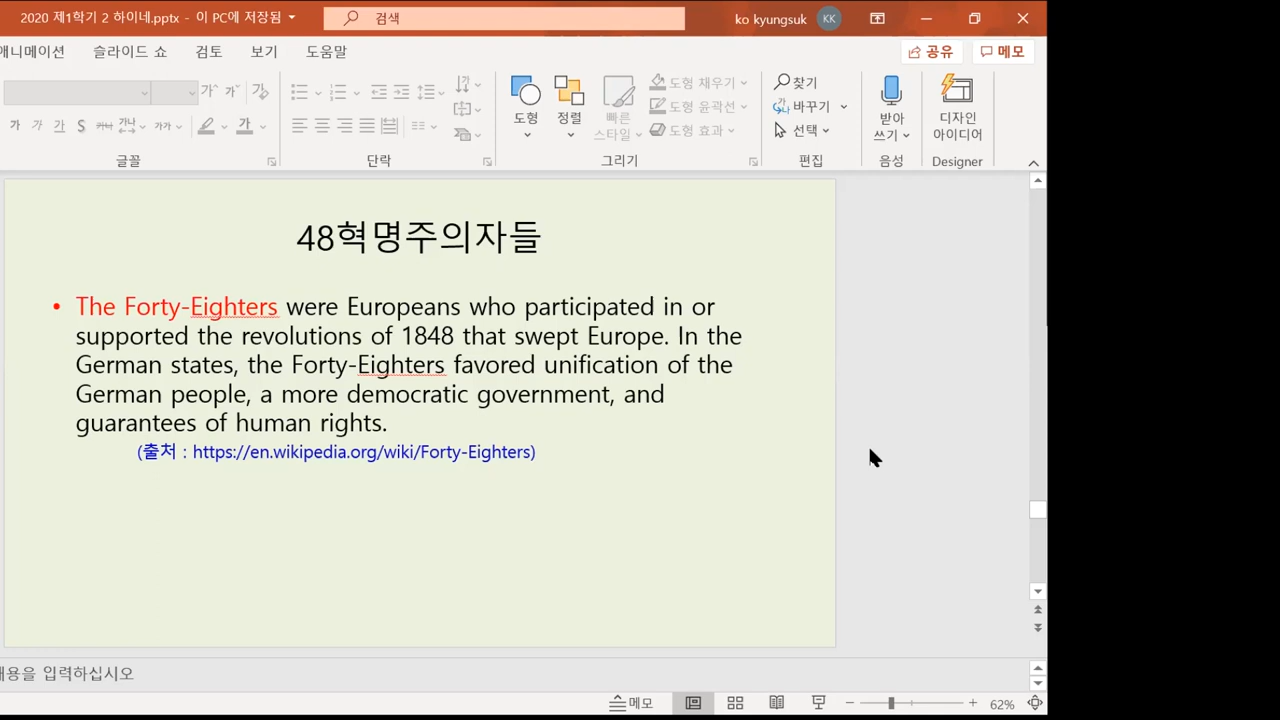 2020 제1학기 2 하이네.pptx - 이 PC에 저장됨
검색
ko kyungsuk
KK
애니메이션 슬라이드 쇼 검토 보기 도움말
공유 메모
도형
정렬
빠른
스타일
도형 채우기
도형 윤곽선
도형 효과
찾기
바꾸기
선택
받아
쓰기
디자인
아이디어
글꼴 단락 그리기 편집 음성 Designer
48혁명주의자들
• The Forty-Eighters were Europeans who participated in or
supported the revolutions of 1848 that swept Europe. In the
German states, the Forty-Eighters favored unification of the
German people, a more democratic government, and
guarantees of human rights.
(출처 : https://en.wikipedia.org/wiki/Forty-Eighters)
내용을 입력하십시오
메모
62%